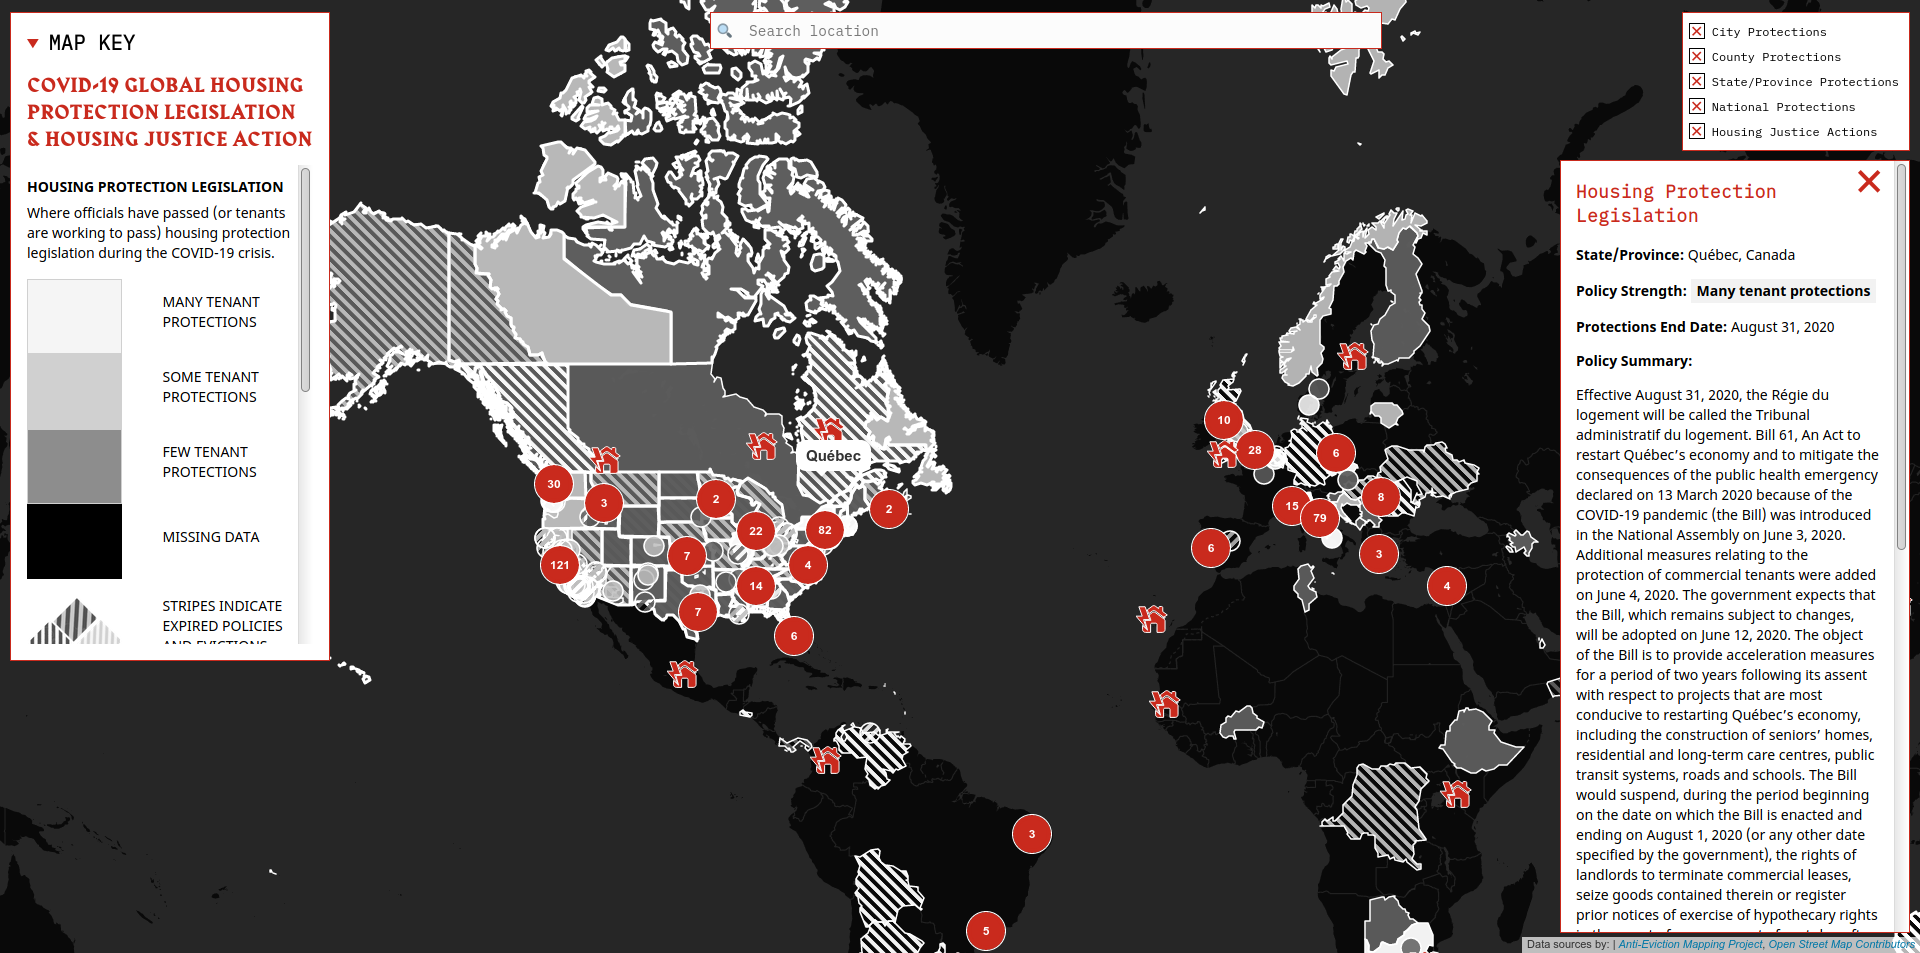 MAP KEY
COVID-19 GLOBAL HOUSING
PROTECTION LEGISLATION
& HOUSING JUSTICE ACTION
HOUSING PROTECTION LEGISLATION
Where officials have passed (or tenants
are working to pass) housing protection
legislation during the COVID-19 crisis.
MANY TENANT
PROTECTIONS
SOME TENANT
PROTECTIONS
FEW TENANT
PROTECTIONS
MISSING DATA
STRIPES INDICATE
EXPIRED POLICIES
AND EVICTIONS
Search location
Québec
30
3
2
22
82
2
121
7
4
14
7
6
10
28
6
15
79
8
6
3
4
3
5
City Protections
County Protections
State/Province Protections
National Protections
Housing Justice Actions
Housing Protection
Legislation
State/Province: Québec, Canada
Policy Strength: Many tenant protections
Protections End Date: August 31, 2020
Policy Summary:
Effective August 31, 2020, the Régie du
logement will be called the Tribunal
administratif du logement. Bill 61, An Act to
restart Québec’s economy and to mitigate the
consequences of the public health emergency
declared on 13 March 2020 because of the
COVID-19 pandemic (the Bill) was introduced
in the National Assembly on June 3, 2020.
Additional measures relating to the
protection of commercial tenants were added
on June 4, 2020. The government expects that
the Bill, which remains subject to changes,
will be adopted on June 12, 2020. The object
of the Bill is to provide acceleration measures
for a period of two years following its assent
with respect to projects that are most
conducive to restarting Québec’s economy,
including the construction of seniors’ homes,
residential and long-term care centres, public
transit systems, roads and schools. The Bill
would suspend, during the period beginning
on the date on which the Bill is enacted and
ending on August 1, 2020 (or any other date
specified by the government), the rights of
landlords to terminate commercial leases,
seize goods contained therein or register
prior notices of exercise of hypothecary rights
Data sources by: | Anti-Eviction Mapping Project, Open Street Map Contributors